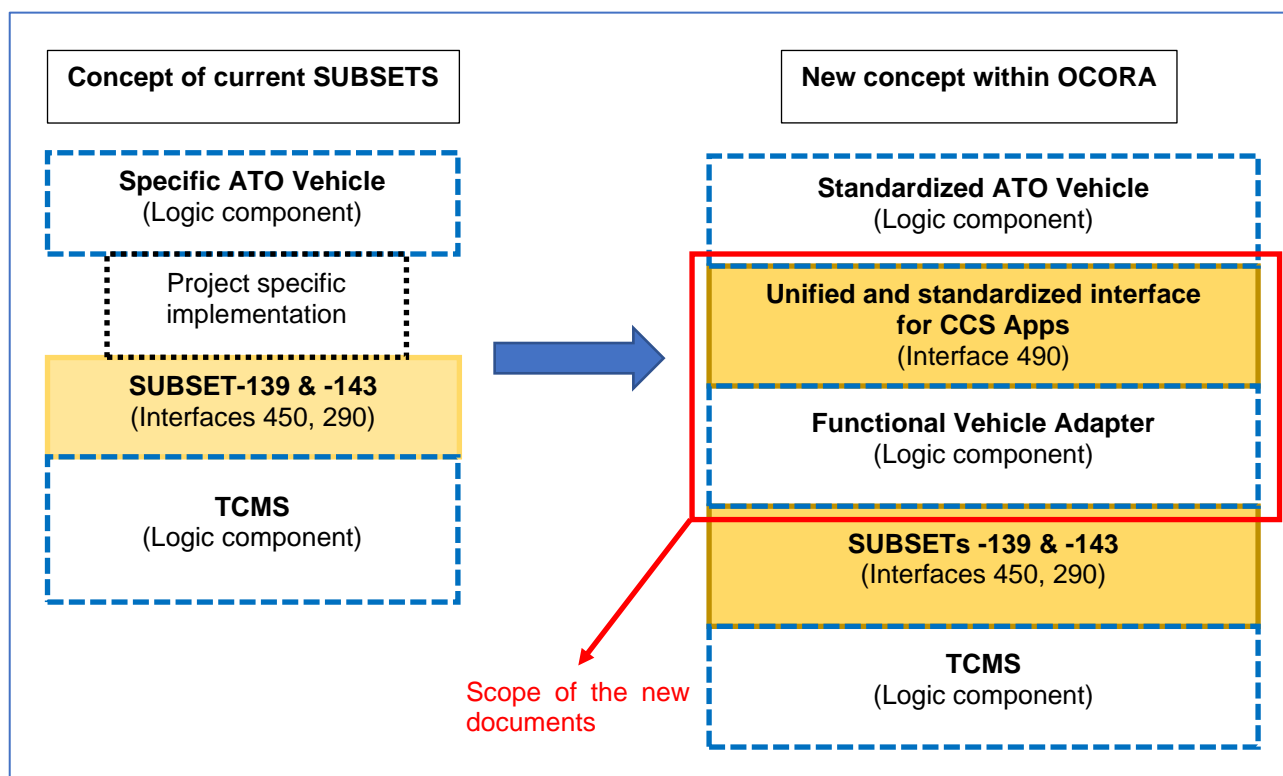 Concept of current SUBSETS
Specific ATO Vehicle
(Logic component)
Project specific
implementation
SUBSET-139 & -143
(Interfaces 450, 290)
TCMS
(Logic component)
New concept within OCORA
Standardized ATO Vehicle
(Logic component)
Unified and standardized interface
for CCS Apps
(Interface 490)
Functional Vehicle Adapter
(Logic component)
SUBSETs -139 & -143
(Interfaces 450, 290)
TCMS
(Logic component)
Scope of the new
documents